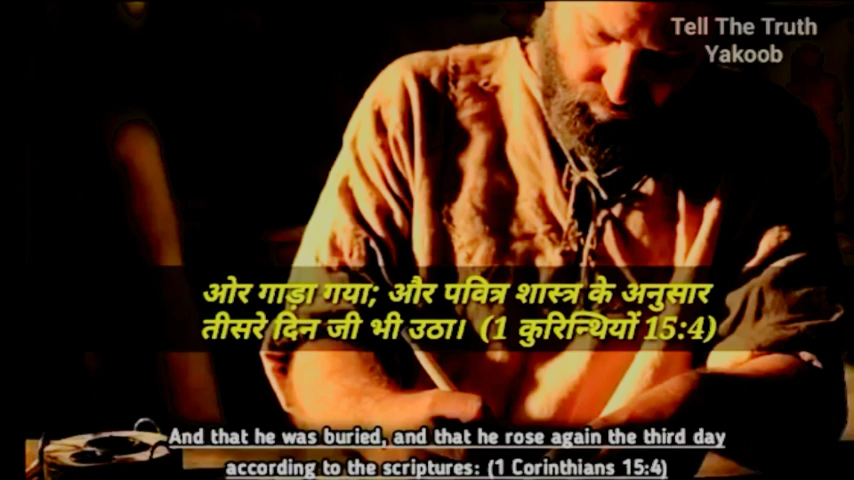 Tell The Truth
Yakoob
ओर गाड़ा गया; और पवित्र शास्त्र के अनुसार
तीसरे दिन जी भी उठा। (1 कुरिन्थियों 15:4)
And that he was buried, and that he rose again the third day
according to the scriptures: (1 Corinthians 15:4)